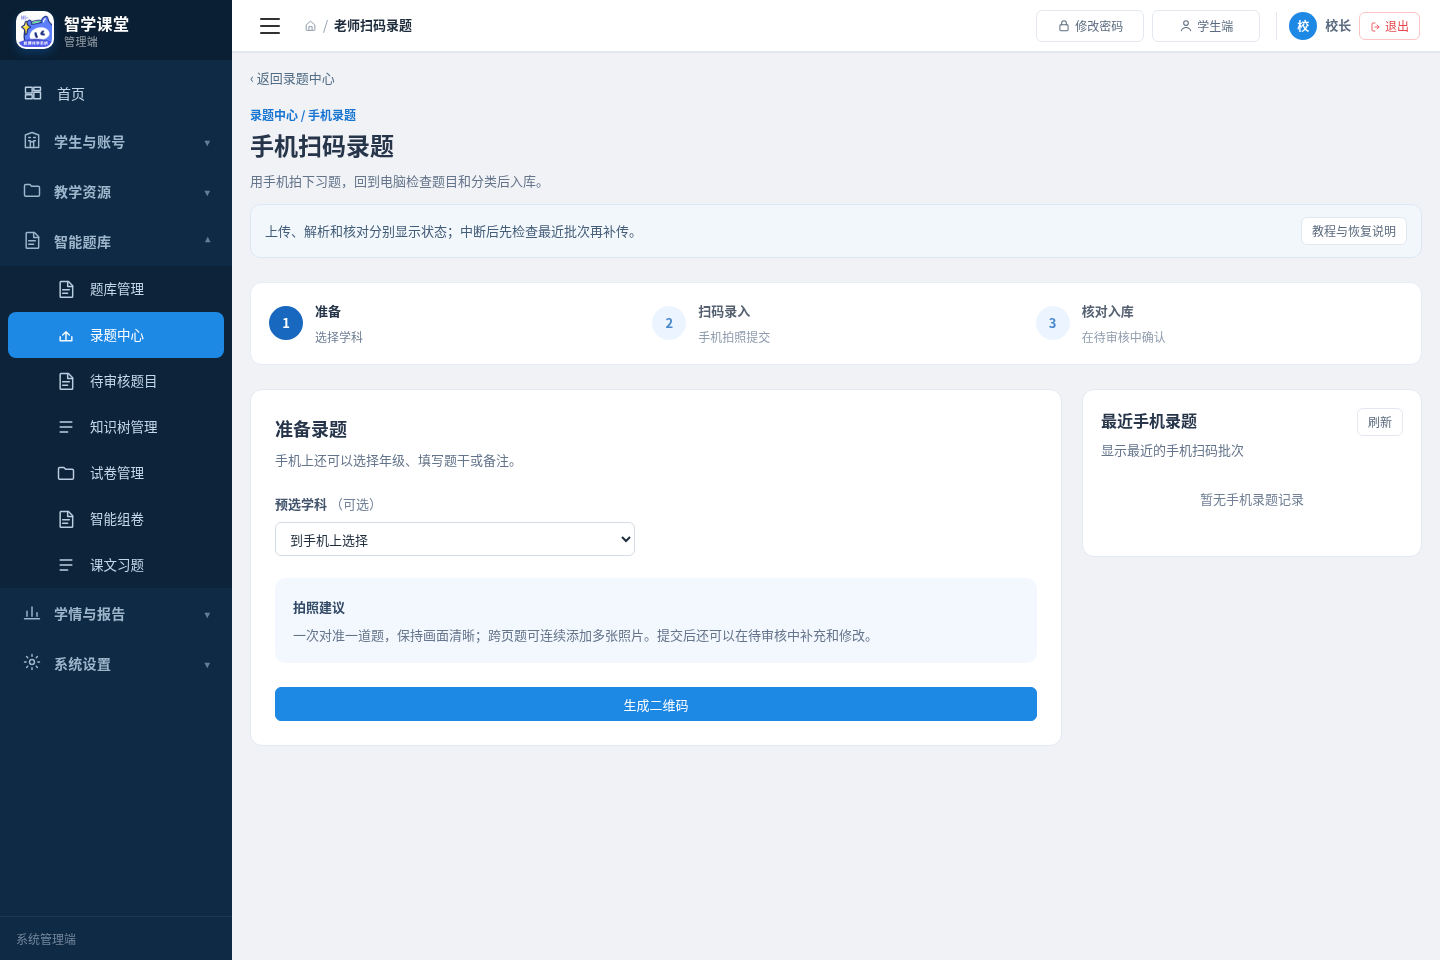 智学课堂
管理端
首页
学生与账号
教学资源
智能题库
题库管理
录题中心
待审核题目
知识树管理
试卷管理
智能组卷
课文习题
学情与报告
系统设置
系统管理端
/ 老师扫码录题
修改密码
学生端
校 校长
退出
‹ 返回录题中心
录题中心 / 手机录题
手机扫码录题
用手机拍下习题，回到电脑检查题目和分类后入库。
上传、解析和核对分别显示状态；中断后先检查最近批次再补传。
教程与恢复说明
1 准备
选择学科
2 扫码录入
手机拍照提交
3 核对入库
在待审核中确认
准备录题
手机上还可以选择年级、填写题干或备注。
预选学科 （可选）
到手机上选择
拍照建议
一次对准一道题，保持画面清晰；跨页题可连续添加多张照片。提交后还可以在待审核中补充和修改。
生成二维码
最近手机录题
刷新
显示最近的手机扫码批次
暂无手机录题记录